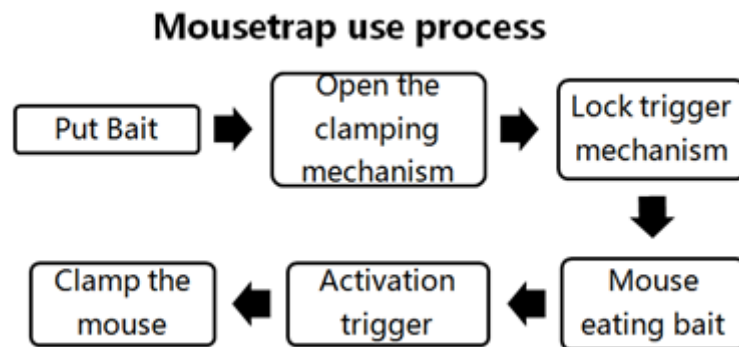 Mousetrap use process
Put Bait
Open the
clamping
mechanism
Lock trigger
mechanism
Mouse
eating bait
Activation
trigger
Clamp the
mouse